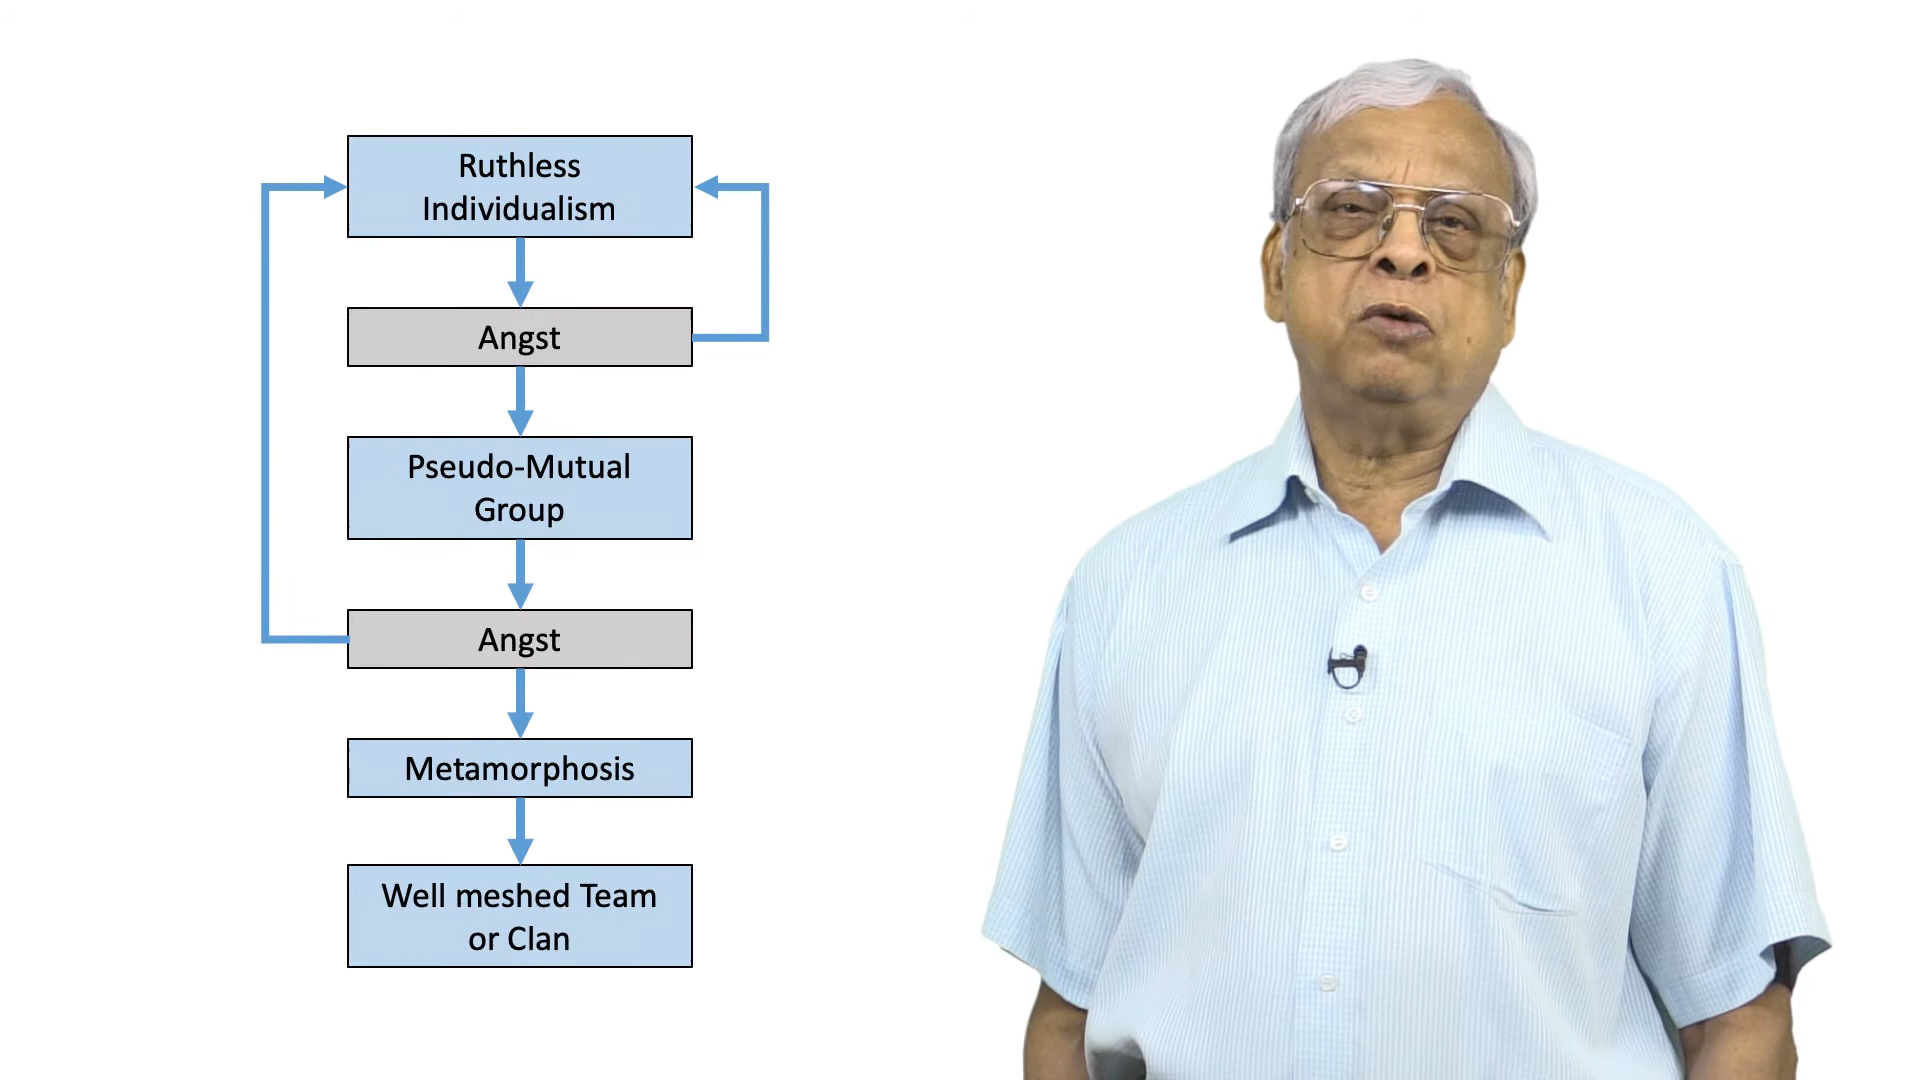 Ruthless
Individualism
Angst
Pseudo-Mutual
Group
Angst
Metamorphosis
Well meshed Team
or Clan